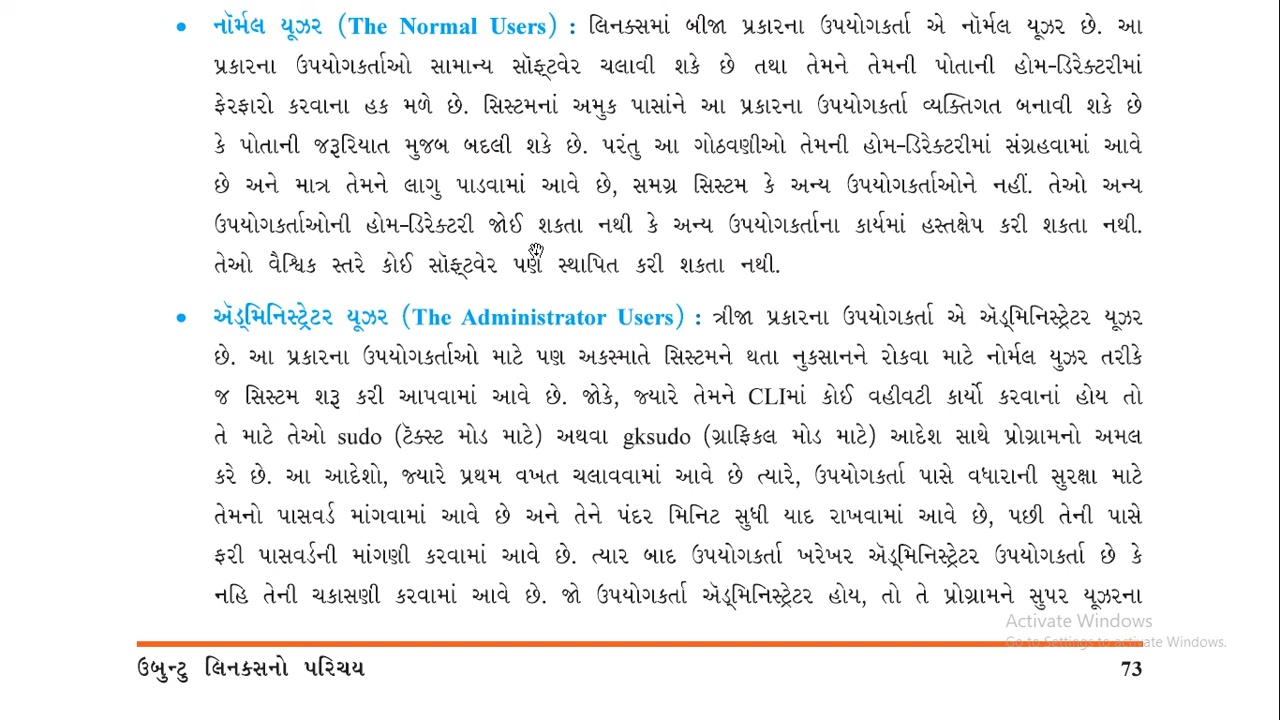 • નૉર્મલ યૂઝર (The Normal Users) : લિનક્સમાં બીજા પ્રકારના ઉપયોગકર્તા એ નૉર્મલ યૂઝર છે. આ
પ્રકારના ઉપયોગકર્તાઓ સામાન્ય સૉફ્ટવેર ચલાવી શકે છે તથા તેમને તેમની પોતાની હોમ-ડિરેક્ટરીમાં
ફેરફારો કરવાના હક મળે છે. સિસ્ટમનાં અમુક પાસાંને આ પ્રકારના ઉપયોગકર્તા વ્યક્તિગત બનાવી શકે છે
કે પોતાની જરૂરિયાત મુજબ બદલી શકે છે. પરંતુ આ ગોઠવણીઓ તેમની હોમ-ડિરેક્ટરીમાં સંગ્રહવામાં આવે
છે અને માત્ર તેમને લાગુ પાડવામાં આવે છે, સમગ્ર સિસ્ટમ કે અન્ય ઉપયોગકર્તાઓને નહીં. તેઓ અન્ય
ઉપયોગકર્તાઓની હોમ-ડિરેક્ટરી જોઈ શકતા નથી કે અન્ય ઉપયોગકર્તાના કાર્યમાં હસ્તક્ષેપ કરી શકતા નથી.
તેઓ વૈશ્વિક સ્તરે કોઈ સૉફ્ટવેર પણ સ્થાપિત કરી શકતા નથી.
• ઍડ્મિનિસ્ટ્રેટર યૂઝર (The Administrator Users) : ત્રીજા પ્રકારના ઉપયોગકર્તા એ ઍડ્મિનિસ્ટ્રેટર યૂઝર
છે. આ પ્રકારના ઉપયોગકર્તાઓ માટે પણ અકસ્માતે સિસ્ટમને થતા નુકસાનને રોકવા માટે નોર્મલ યુઝર તરીકે
જ સિસ્ટમ શરૂ કરી આપવામાં આવે છે. જોકે, જ્યારે તેમને CLIમાં કોઈ વહીવટી કાર્યો કરવાનાં હોય તો
તે માટે તેઓ sudo (ટૅક્સ્ટ મોડ માટે) અથવા gksudo (ગ્રાફિકલ મોડ માટે) આદેશ સાથે પ્રોગ્રામનો અમલ
કરે છે. આ આદેશો, જ્યારે પ્રથમ વખત ચલાવવામાં આવે છે ત્યારે, ઉપયોગકર્તા પાસે વધારાની સુરક્ષા માટે
તેમનો પાસવર્ડ માંગવામાં આવે છે અને તેને પંદર મિનિટ સુધી યાદ રાખવામાં આવે છે, પછી તેની પાસે
ફરી પાસવર્ડની માંગણી કરવામાં આવે છે. ત્યાર બાદ ઉપયોગકર્તા ખરેખર ઍડ્મિનિસ્ટ્રેટર ઉપયોગકર્તા છે કે
નહિ તેની ચકાસણી કરવામાં આવે છે. જો ઉપયોગકર્તા ઍડ્મિનિસ્ટ્રેટર હોય, તો તે પ્રોગ્રામને સુપર યૂઝરના
Activate Windows
Go to Settings to activate Windows.
ઉબુન્ટુ લિનક્સનો પરિચય 73